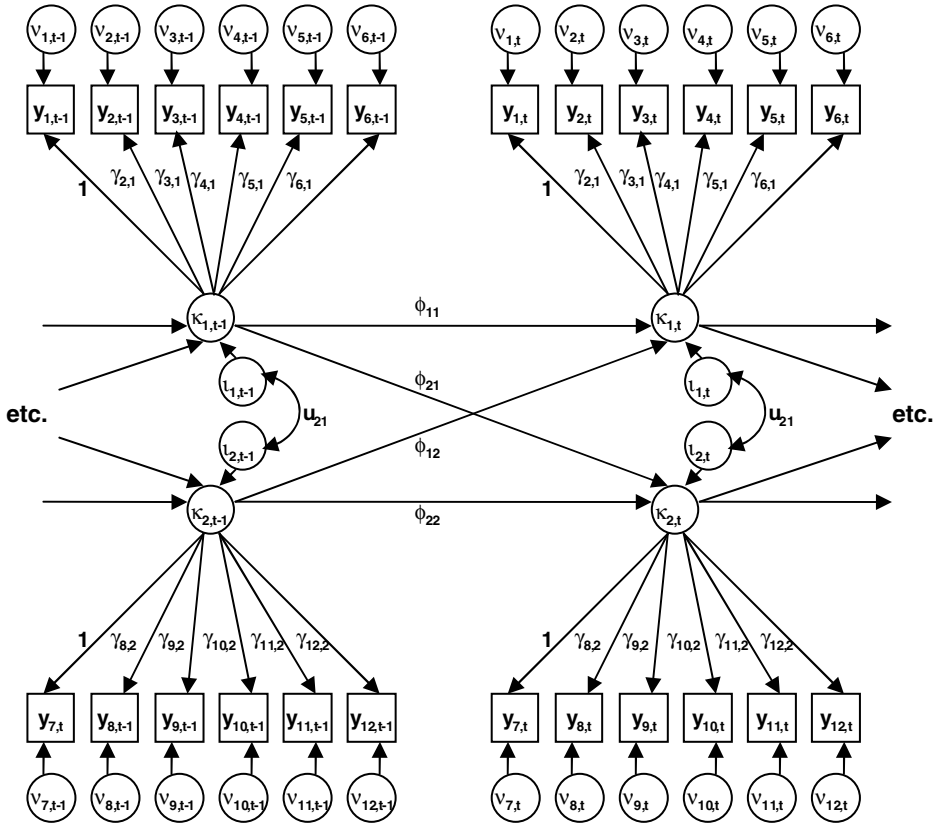 ν1,t-1 ν2,t-1 ν3,t-1 ν4,t-1 ν5,t-1 ν6,t-1 ν1,t ν2,t ν3,t ν4,t ν5,t ν6,t
y1,t-1 y2,t-1 y3,t-1 y4,t-1 y5,t-1 y6,t-1 y1,t y2,t y3,t y4,t y5,t y6,t
1 γ2,1 γ3,1 γ4,1 γ5,1 γ6,1 1 γ2,1 γ3,1 γ4,1 γ5,1 γ6,1
κ1,t-1 ϕ11 κ1,t
ι1,t-1 ϕ21 ι1,t
etc. u21 u21 etc.
ι2,t-1 ϕ12 ι2,t
κ2,t-1 ϕ22 κ2,t
1 γ8,2 γ9,2 γ10,2 γ11,2 γ12,2 1 γ8,2 γ9,2 γ10,2 γ11,2 γ12,2
y7,t y8,t-1 y9,t-1 y10,t-1 y11,t-1 y12,t-1 y7,t y8,t y9,t y10,t y11,t y12,t
ν7,t-1 ν8,t-1 ν9,t-1 ν10,t-1 ν11,t-1 ν12,t-1 ν7,t ν8,t ν9,t ν10,t ν11,t ν12,t